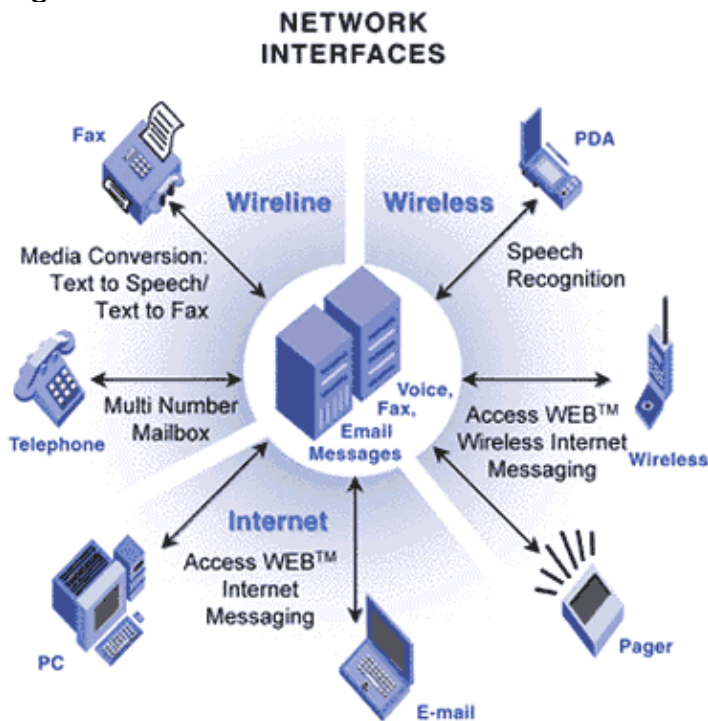 NETWORK
INTERFACES
Fax
PDA
Wireline
Wireless
Media Conversion:
Text to Speech/
Text to Fax
Speech
Recognition
Telephone
Multi Number
Mailbox
Voice,
Fax,
Email
Messages
Access WEB™
Wireless Internet
Messaging
Wireless
Internet
Access WEB™
Internet
Messaging
PC
E-mail
Pager